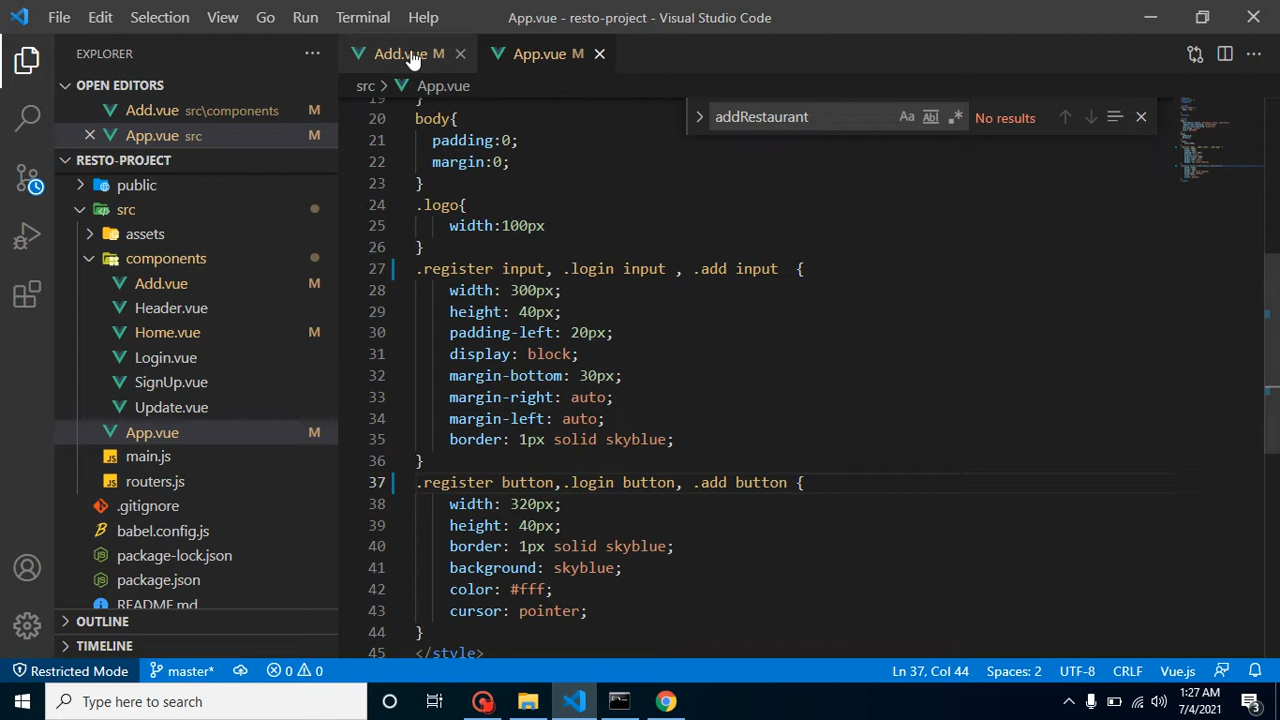 File Edit Selection View Go Run Terminal Help App.vue - resto-project - Visual Studio Code
EXPLORER
OPEN EDITORS
Add.vue src\components M
App.vue src M
RESTO-PROJECT
public
src
assets
components
Add.vue M
Header.vue
Home.vue M
Login.vue
SignUp.vue
Update.vue
App.vue M
main.js
routers.js
.gitignore
babel.config.js
package-lock.json
package.json
README.md
OUTLINE
TIMELINE
Add.vue M App.vue M
src > App.vue
addRestaurant Aa Abl No results
19 }
20 body{
21 padding:0;
22 margin:0;
23 }
24 .logo{
25 width:100px
26 }
27 .register input, .login input , .add input {
28 width: 300px;
29 height: 40px;
30 padding-left: 20px;
31 display: block;
32 margin-bottom: 30px;
33 margin-right: auto;
34 margin-left: auto;
35 border: 1px solid skyblue;
36 }
37 .register button,.login button, .add button {
38 width: 320px;
39 height: 40px;
40 border: 1px solid skyblue;
41 background: skyblue;
42 color: #fff;
43 cursor: pointer;
44 }
45 </style>
Restricted Mode master* 0 0 Ln 37, Col 44 Spaces: 2 UTF-8 CRLF Vue.js
Type here to search
1:27 AM
7/4/2021
3